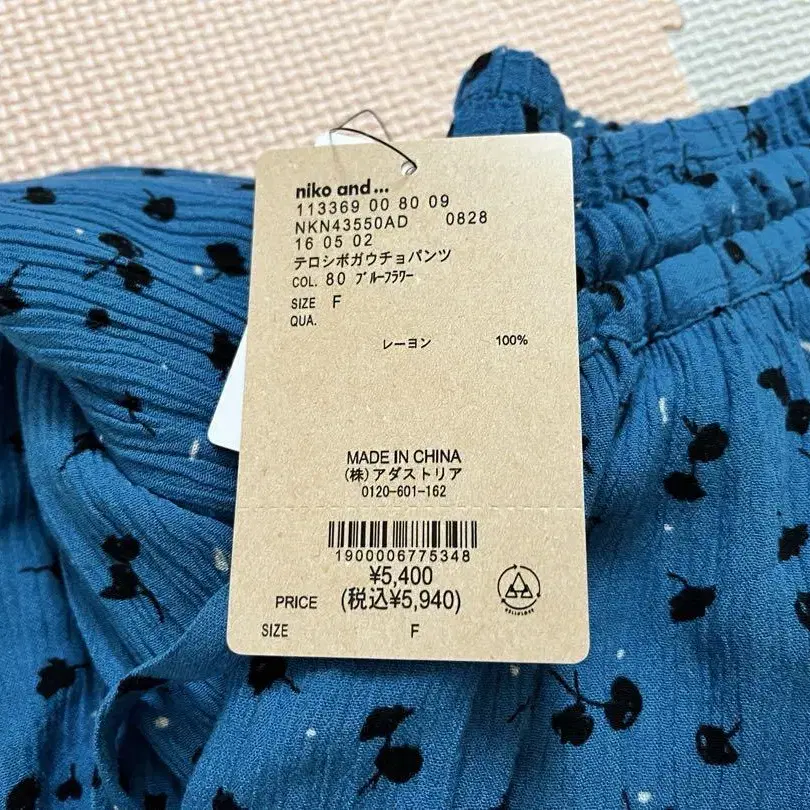 niko and...
113369 00 80 09
NKN43550AD 0828
16 05 02
テロシボガウチョパンツ
COL. 80 ブルーフラワー
SIZE F
QUA.
レーヨン 100%
MADE IN CHINA
(株)アダストリア
0120-601-162
1900006775348
¥5,400
PRICE (税込¥5,940)
SIZE F